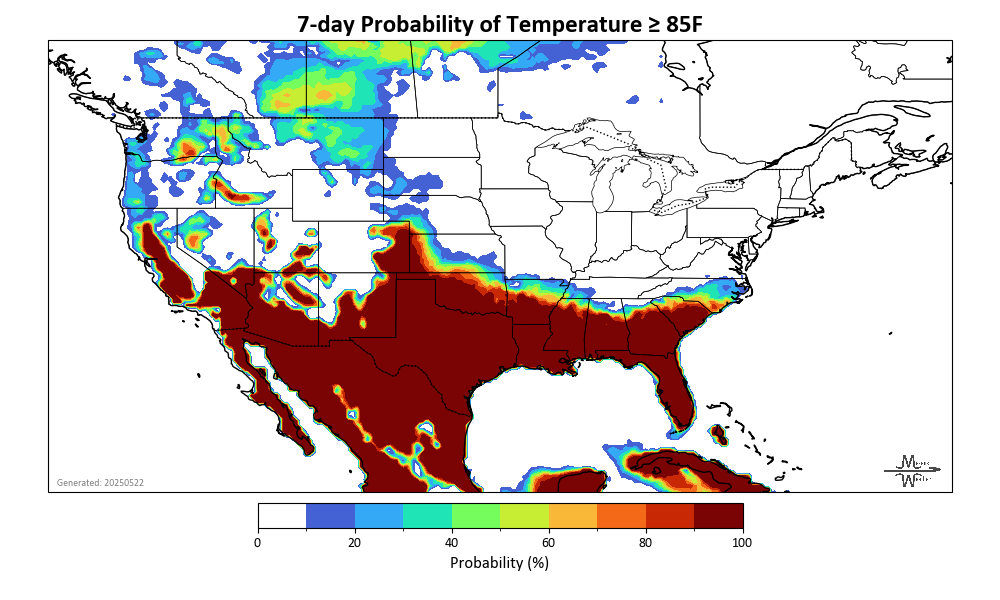 7-day Probability of Temperature ≥ 85F
Generated: 20250522
0 20 40 60 80 100
Probability (%)